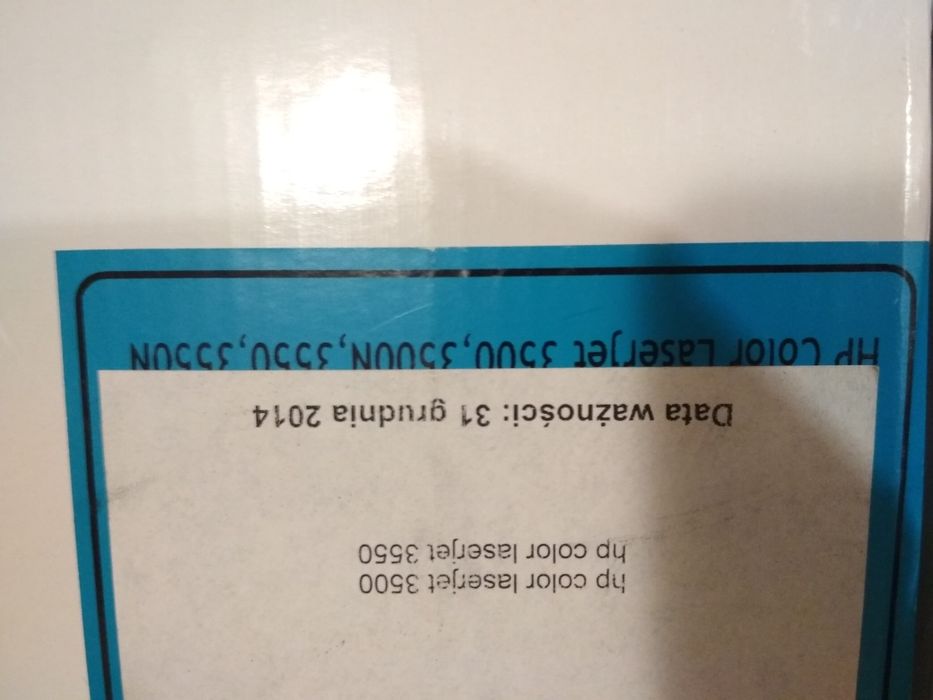 hp color laserjet 3500
hp color laserjet 3550
Data ważności: 31 grudnia 2014
HP Color Laserjet 3500,3500N,3550,3550N